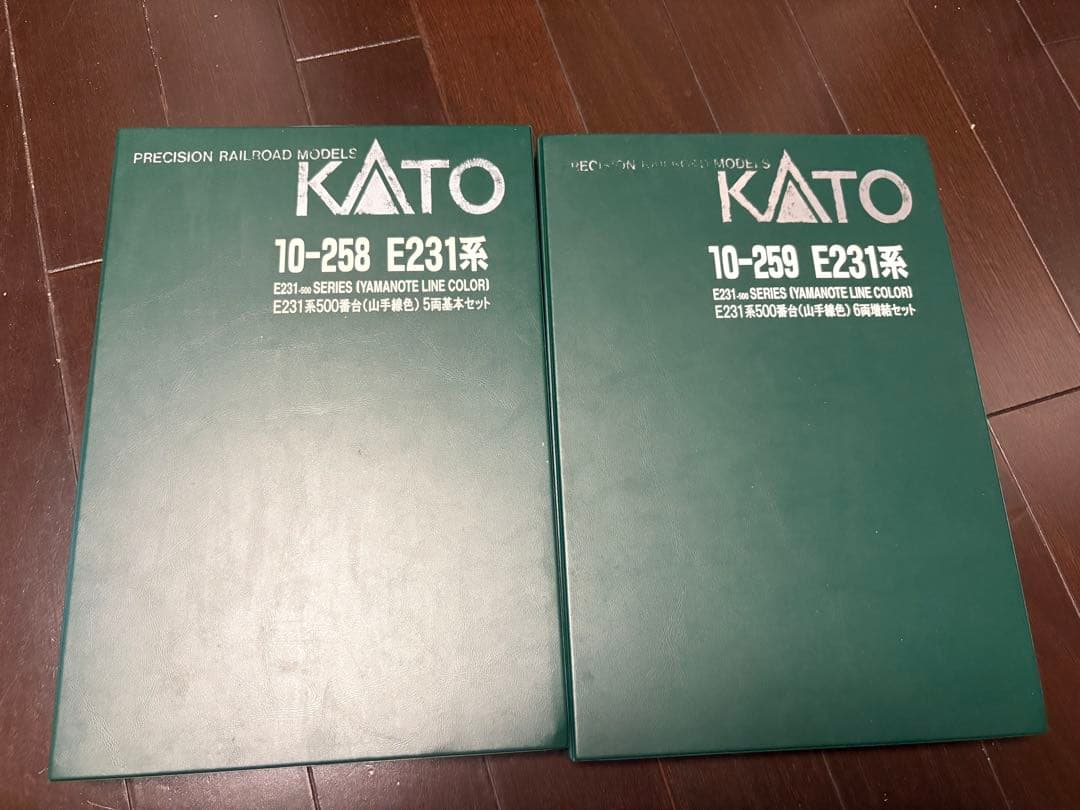 PRECISION RAILROAD MODELS
KATO
10-258 E231系
E231-500 SERIES (YAMANOTE LINE COLOR)
E231系500番台(山手線色) 5両基本セット
RECISION RAILROAD MODELS
KATO
10-259 E231系
E231-500 SERIES (YAMANOTE LINE COLOR)
E231系500番台(山手線色) 6両増結セット